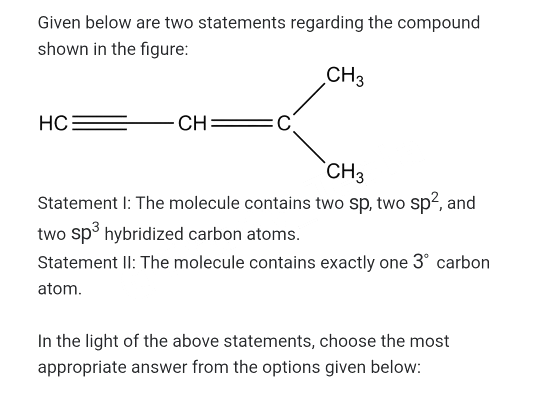 Given below are two statements regarding the compound
shown in the figure:
CH₃
HC≡—CH=C
CH₃
Statement I: The molecule contains two sp, two sp², and
two sp³ hybridized carbon atoms.
Statement II: The molecule contains exactly one 3° carbon
atom.
In the light of the above statements, choose the most
appropriate answer from the options given below: